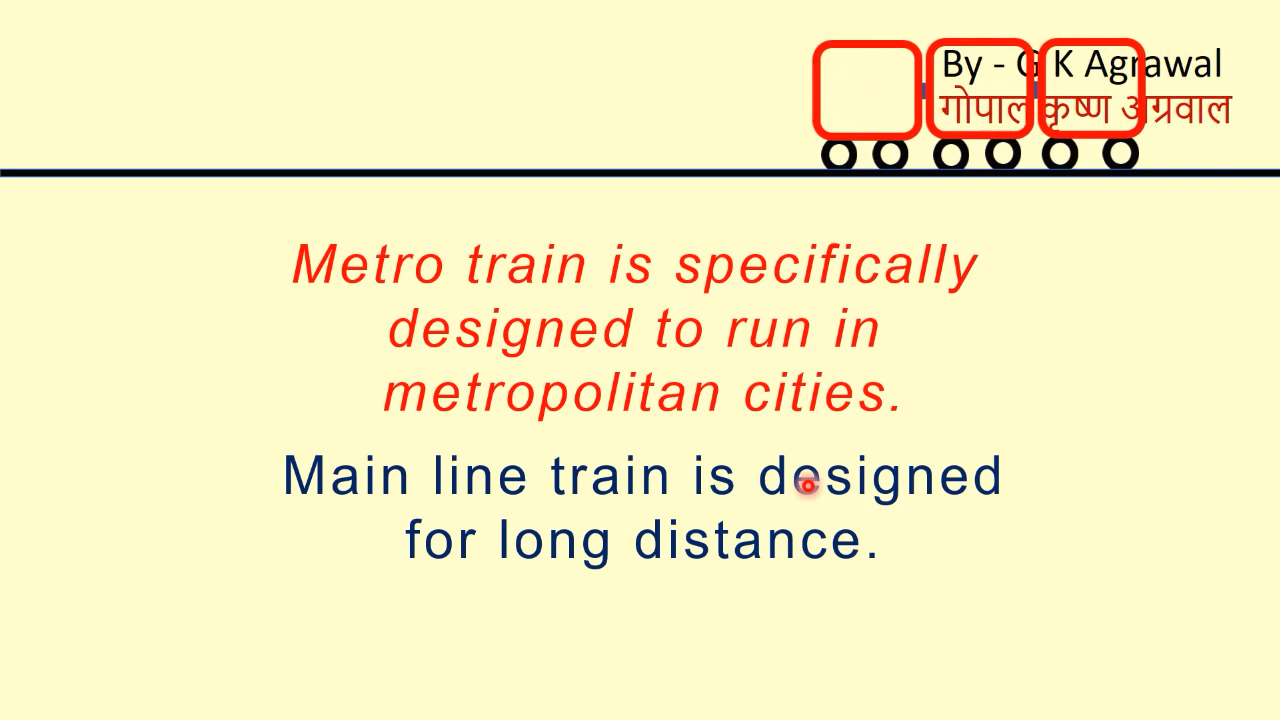 By - G K Agrawal
गोपाल कृष्ण अग्रवाल
Metro train is specifically
designed to run in
metropolitan cities.
Main line train is designed
for long distance.